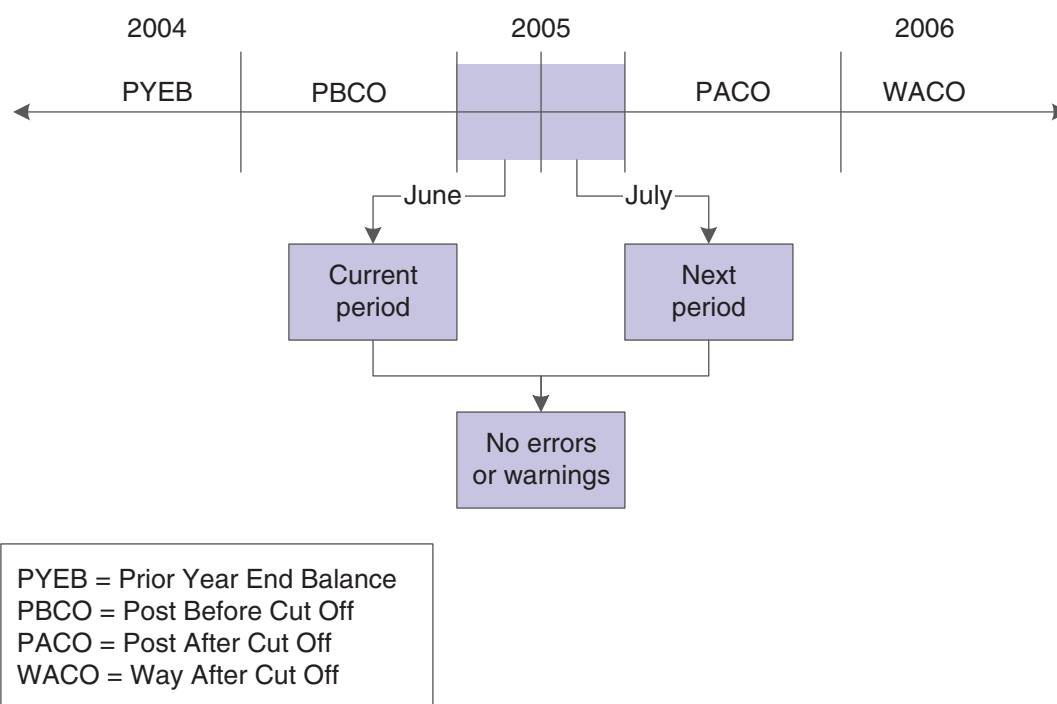 2004 2005 2006
PYEB PBCO PACO WACO
June July
Current
period
Next
period
No errors
or warnings
PYEB = Prior Year End Balance
PBCO = Post Before Cut Off
PACO = Post After Cut Off
WACO = Way After Cut Off